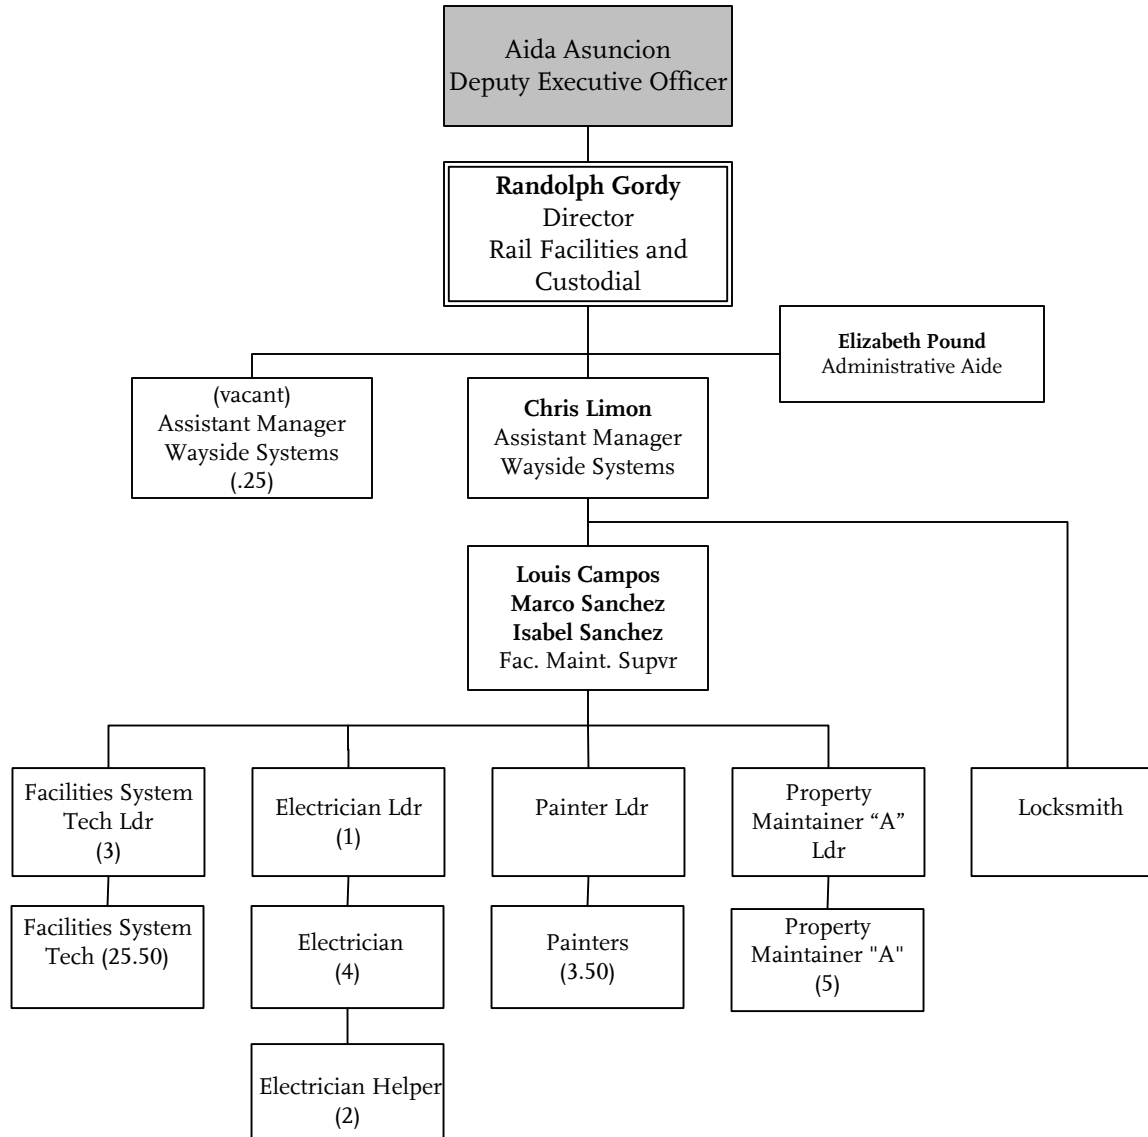 Aida Asuncion
Deputy Executive Officer
Randolph Gordy
Director
Rail Facilities and
Custodial
Elizabeth Pound
Administrative Aide
(vacant)
Assistant Manager
Wayside Systems
(.25)
Chris Limon
Assistant Manager
Wayside Systems
Louis Campos
Marco Sanchez
Isabel Sanchez
Fac. Maint. Supvr
Facilities System
Tech Ldr
(3)
Electrician Ldr
(1)
Painter Ldr
Property
Maintainer “A”
Ldr
Locksmith
Facilities System
Tech (25.50)
Electrician
(4)
Painters
(3.50)
Property
Maintainer "A"
(5)
Electrician Helper
(2)